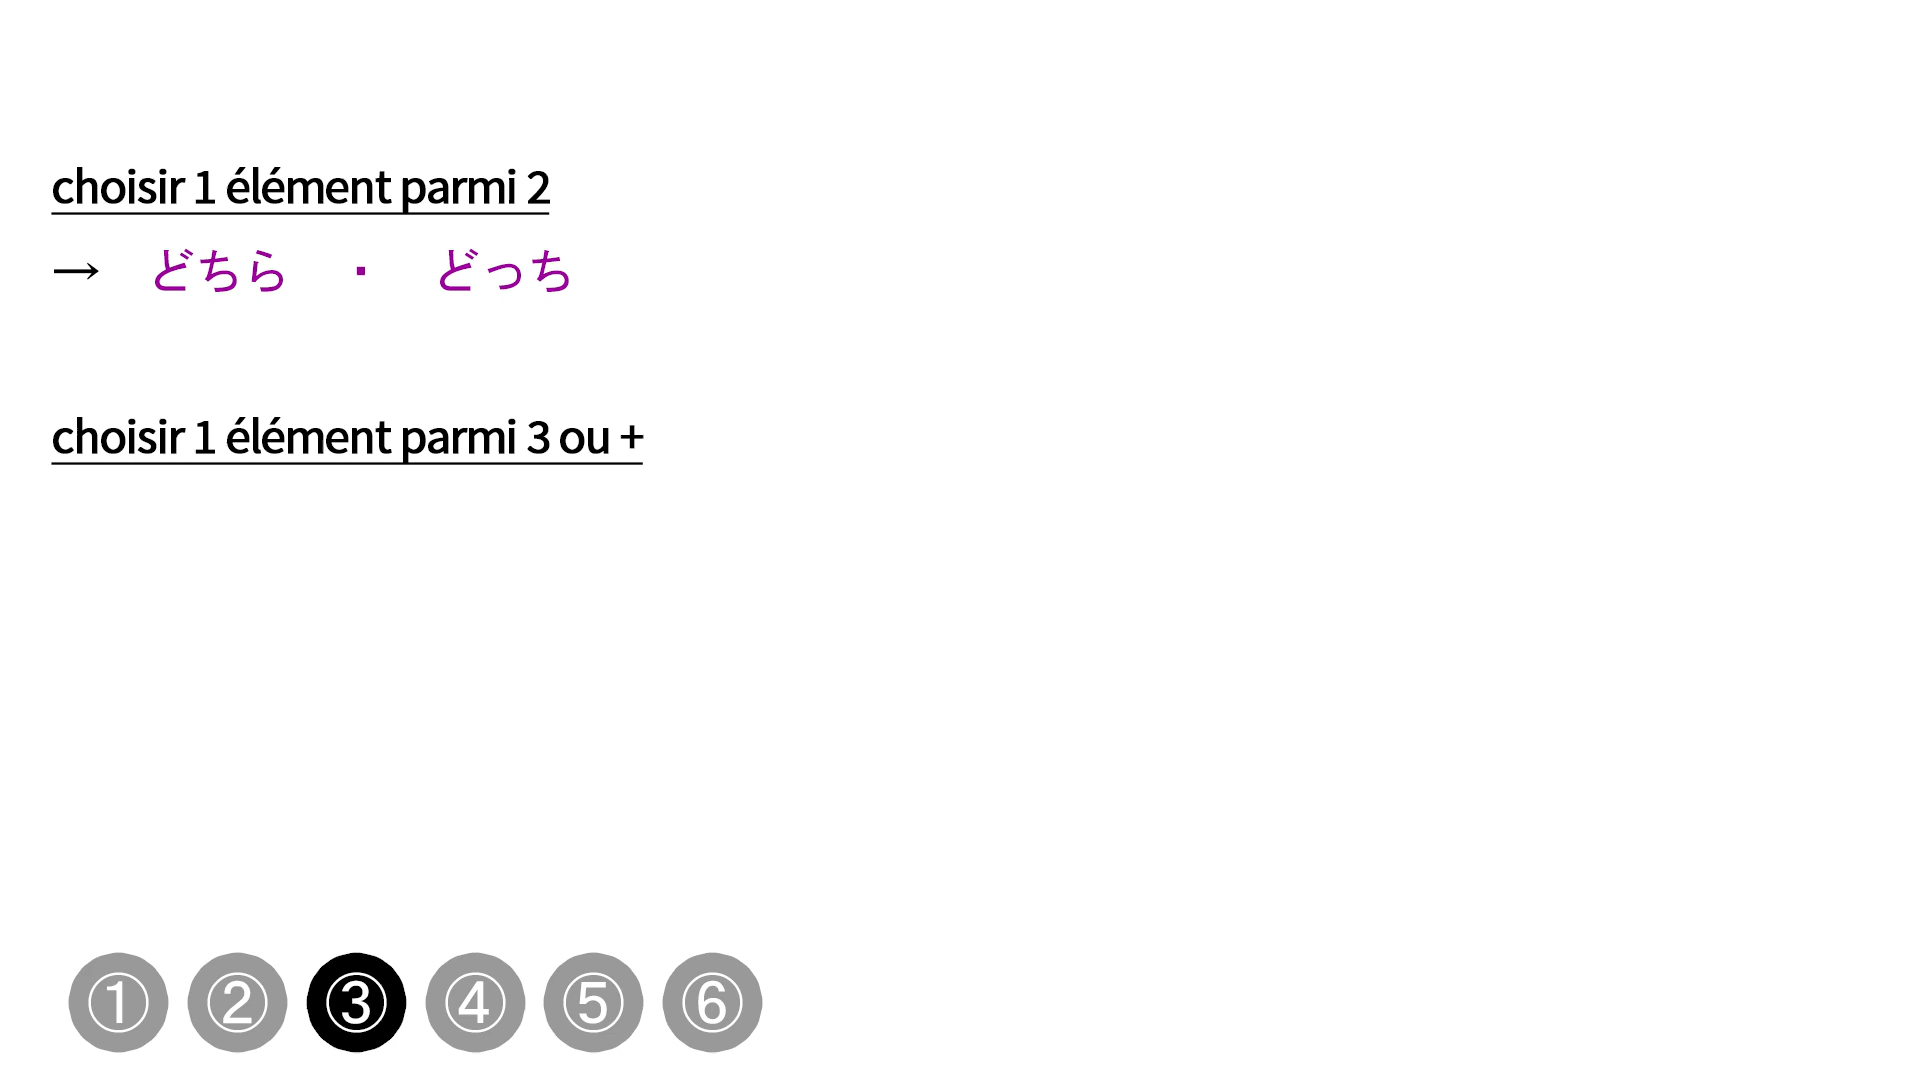 choisir 1 élément parmi 2
→　どちら　・　どっち
choisir 1 élément parmi 3 ou +
① ② ③ ④ ⑤ ⑥